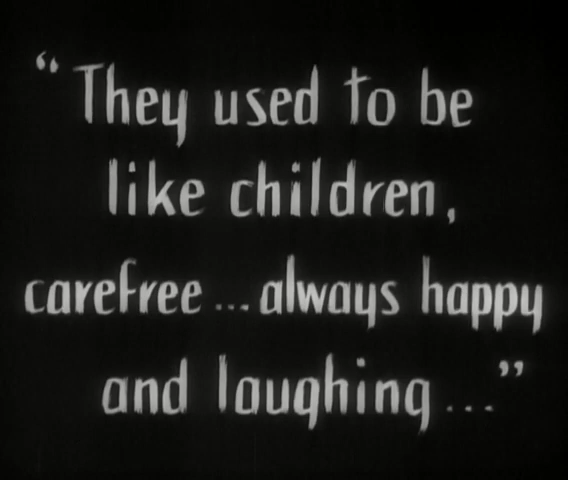 “They used to be
like children,
carefree...always happy
and laughing...”